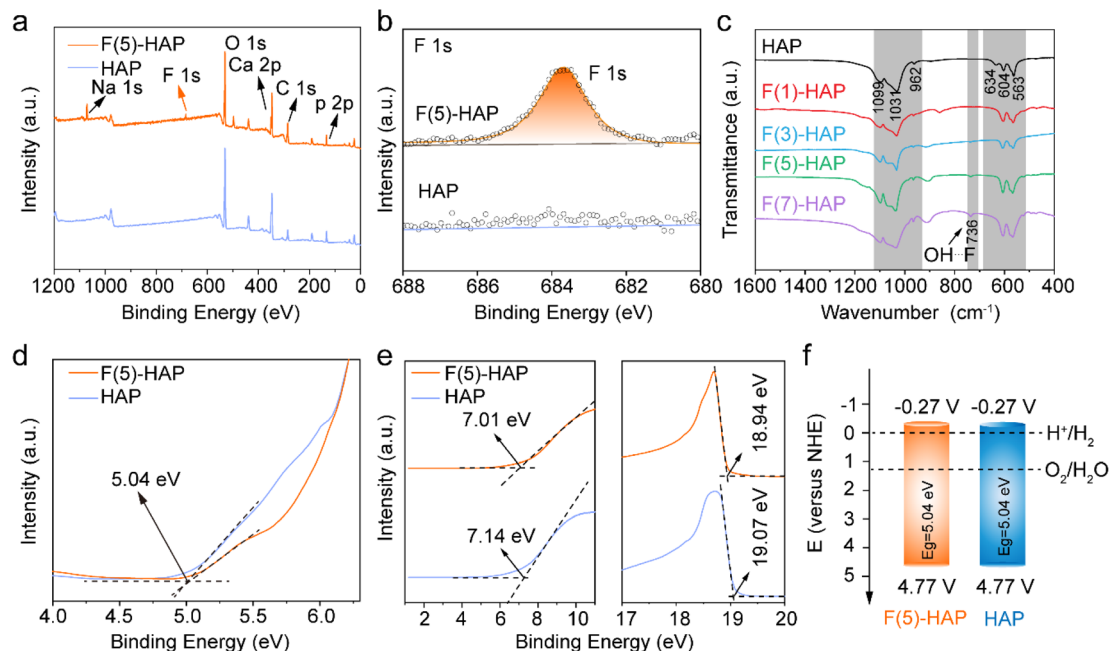 a
F(5)-HAP
HAP
O 1s
Ca 2p
F 1s
C 1s
Na 1s
p 2p
Intensity (a.u.)
1200 1000 800 600 400 200 0
Binding Energy (eV)
b
F 1s
F 1s
F(5)-HAP
HAP
Intensity (a.u.)
688 686 684 682 680
Binding Energy (eV)
c
HAP
1099
1031
962
634
604
563
F(1)-HAP
F(3)-HAP
F(5)-HAP
F(7)-HAP
736
OH····F
Transmittance (a.u.)
1600 1400 1200 1000 800 600 400
Wavenumber (cm⁻¹)
d
F(5)-HAP
HAP
5.04 eV
Intensity (a.u.)
4.0 4.5 5.0 5.5 6.0
Binding Energy (eV)
e
F(5)-HAP
HAP
7.01 eV
7.14 eV
Intensity (a.u.)
2 4 6 8 10
Binding Energy (eV)
18.94 eV
19.07 eV
17 18 19 20
Binding Energy (eV)
f
E (versus NHE)
-1
0
1
2
3
4
5
-0.27 V -0.27 V
H⁺/H₂
O₂/H₂O
Eg=5.04 eV
Eg=5.04 eV
4.77 V 4.77 V
F(5)-HAP HAP